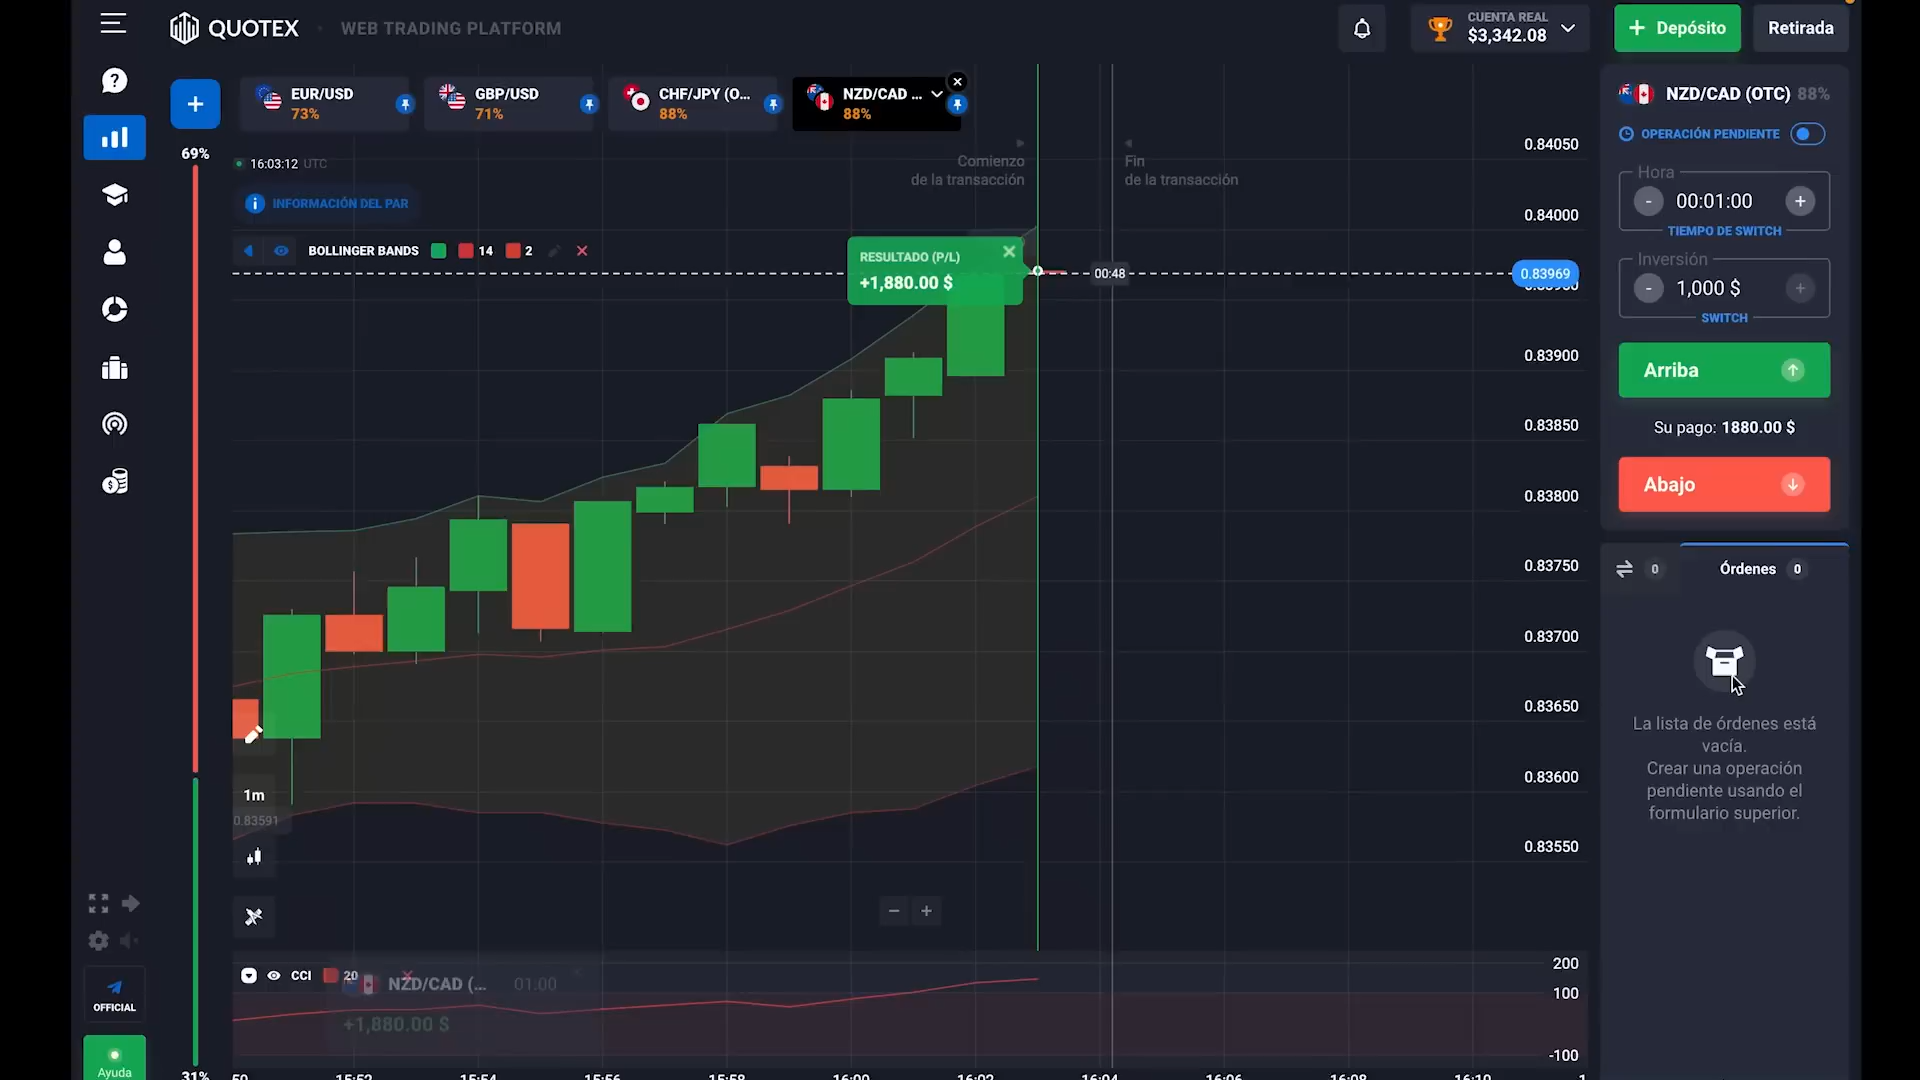 QUOTEX
WEB TRADING PLATFORM
CUENTA REAL
$3,342.08
+ Depósito
Retirada
EUR/USD
73%
GBP/USD
71%
CHF/JPY (O...
88%
NZD/CAD ...
88%
69%
16:03:12 UTC
INFORMACIÓN DEL PAR
BOLLINGER BANDS 14 2
Comienzo
de la transacción
Fin
de la transacción
RESULTADO (P/L)
+1,880.00 $
00:48
0.84050
0.84000
0.83969
0.83900
0.83850
0.83800
0.83750
0.83700
0.83650
0.83600
0.83550
NZD/CAD (OTC) 88%
OPERACIÓN PENDIENTE
Hora
- 00:01:00 +
TIEMPO DE SWITCH
Inversión
- 1,000 $ +
SWITCH
Arriba
Su pago: 1880.00 $
Abajo
0
Órdenes 0
La lista de órdenes está
vacía.
Crear una operación
pendiente usando el
formulario superior.
1m
0.83591
CCI 20
NZD/CAD (... 01:00
+1,880.00 $
200
100
-100
OFFICIAL
Ayuda
31%
15:52
15:54
15:56
15:58
16:00
16:02
16:04
16:06
16:08
16:10